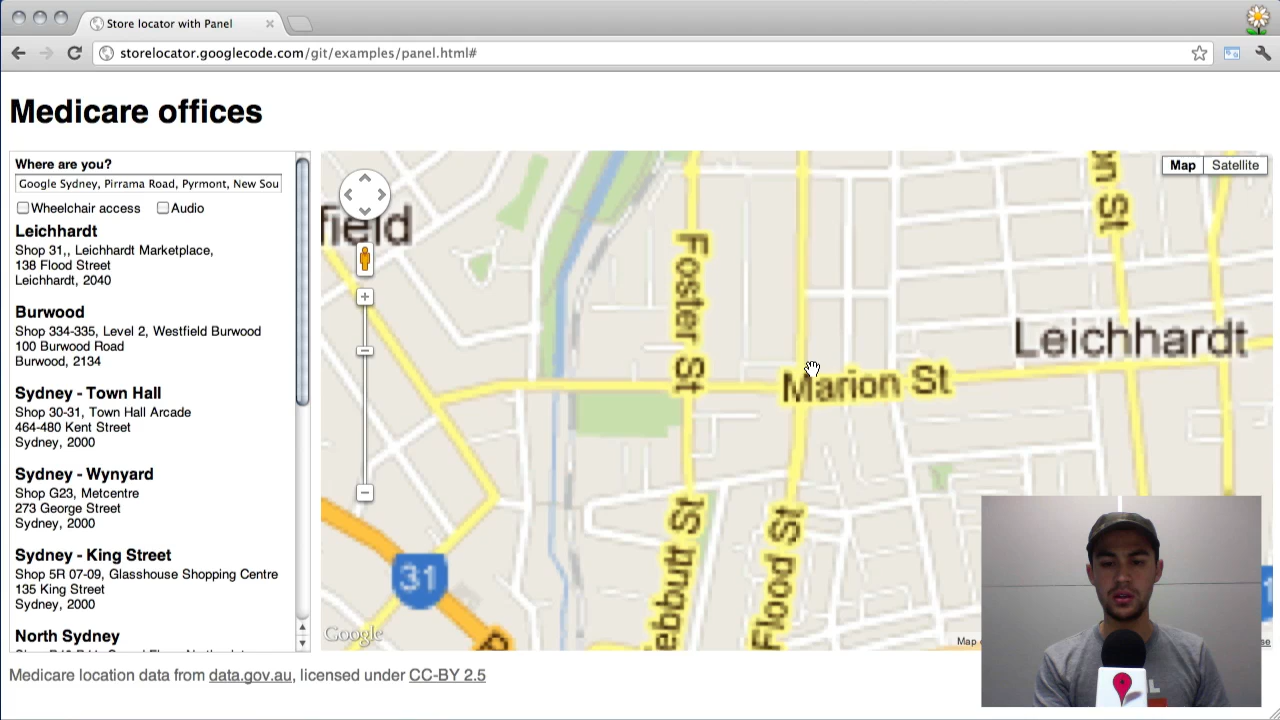 Store locator with Panel
storelocator.googlecode.com/git/examples/panel.html#
Medicare offices
Where are you?
Google Sydney, Pirrama Road, Pyrmont, New Sou
Wheelchair access Audio
Leichhardt
Shop 31,, Leichhardt Marketplace,
138 Flood Street
Leichhardt, 2040
Burwood
Shop 334-335, Level 2, Westfield Burwood
100 Burwood Road
Burwood, 2134
Sydney - Town Hall
Shop 30-31, Town Hall Arcade
464-480 Kent Street
Sydney, 2000
Sydney - Wynyard
Shop G23, Metcentre
273 George Street
Sydney, 2000
Sydney - King Street
Shop 5R 07-09, Glasshouse Shopping Centre
135 King Street
Sydney, 2000
North Sydney
Map Satellite
field
on St
Foster St
Leichhardt
Marion St
ebbutt St
Flood St
31
Google
Map
Medicare location data from data.gov.au, licensed under CC-BY 2.5